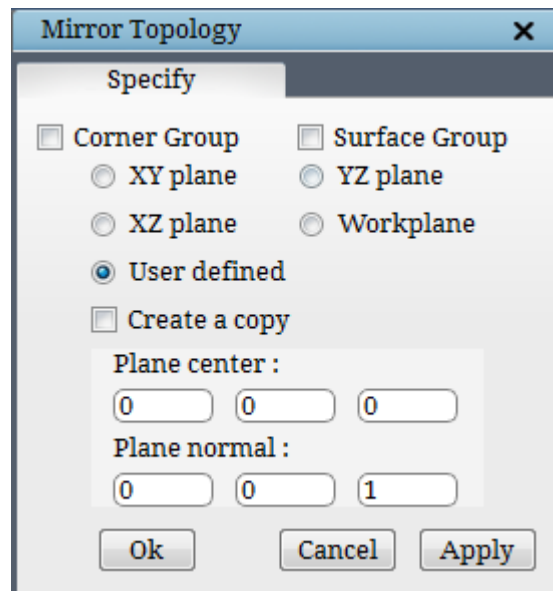 Mirror Topology
Specify
Corner Group Surface Group
XY plane YZ plane
XZ plane Workplane
User defined
Create a copy
Plane center :
0 0 0
Plane normal :
0 0 1
Ok Cancel Apply